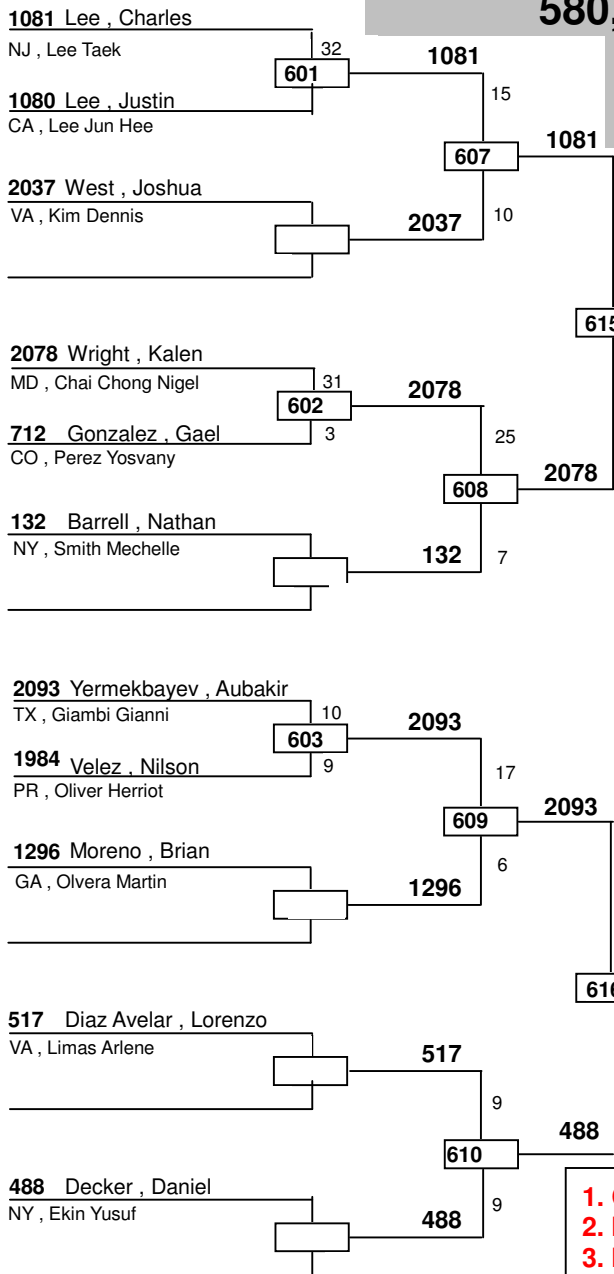 580,
1081 Lee , Charles
NJ , Lee Taek
32
1081
601
15
1080 Lee , Justin
CA , Lee Jun Hee
1081
607
2037 West , Joshua
VA , Kim Dennis
2037
10
615
2078 Wright , Kalen
MD , Chai Chong Nigel
31
2078
602
712 Gonzalez , Gael
3
25
CO , Perez Yosvany
2078
608
132 Barrell , Nathan
NY , Smith Mechelle
132
7
2093 Yermekbayev , Aubakir
TX , Giambi Gianni
10
2093
603
1984 Velez , Nilson
9
17
PR , Oliver Herriot
2093
609
1296 Moreno , Brian
6
GA , Olvera Martin
1296
616
517 Diaz Avelar , Lorenzo
VA , Limas Arlene
517
9
488
610
488 Decker , Daniel
NY , Ekin Yusuf
488
9
1.
2.
3.